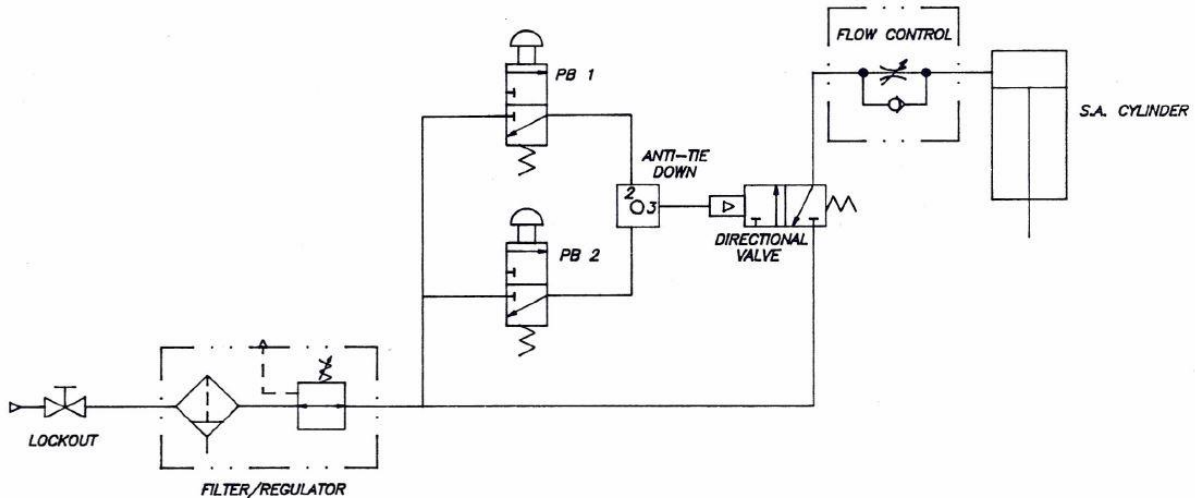 FLOW CONTROL
PB 1
S.A. CYLINDER
ANTI-TIE
DOWN
2
3
PB 2
DIRECTIONAL
VALVE
LOCKOUT
FILTER/REGULATOR